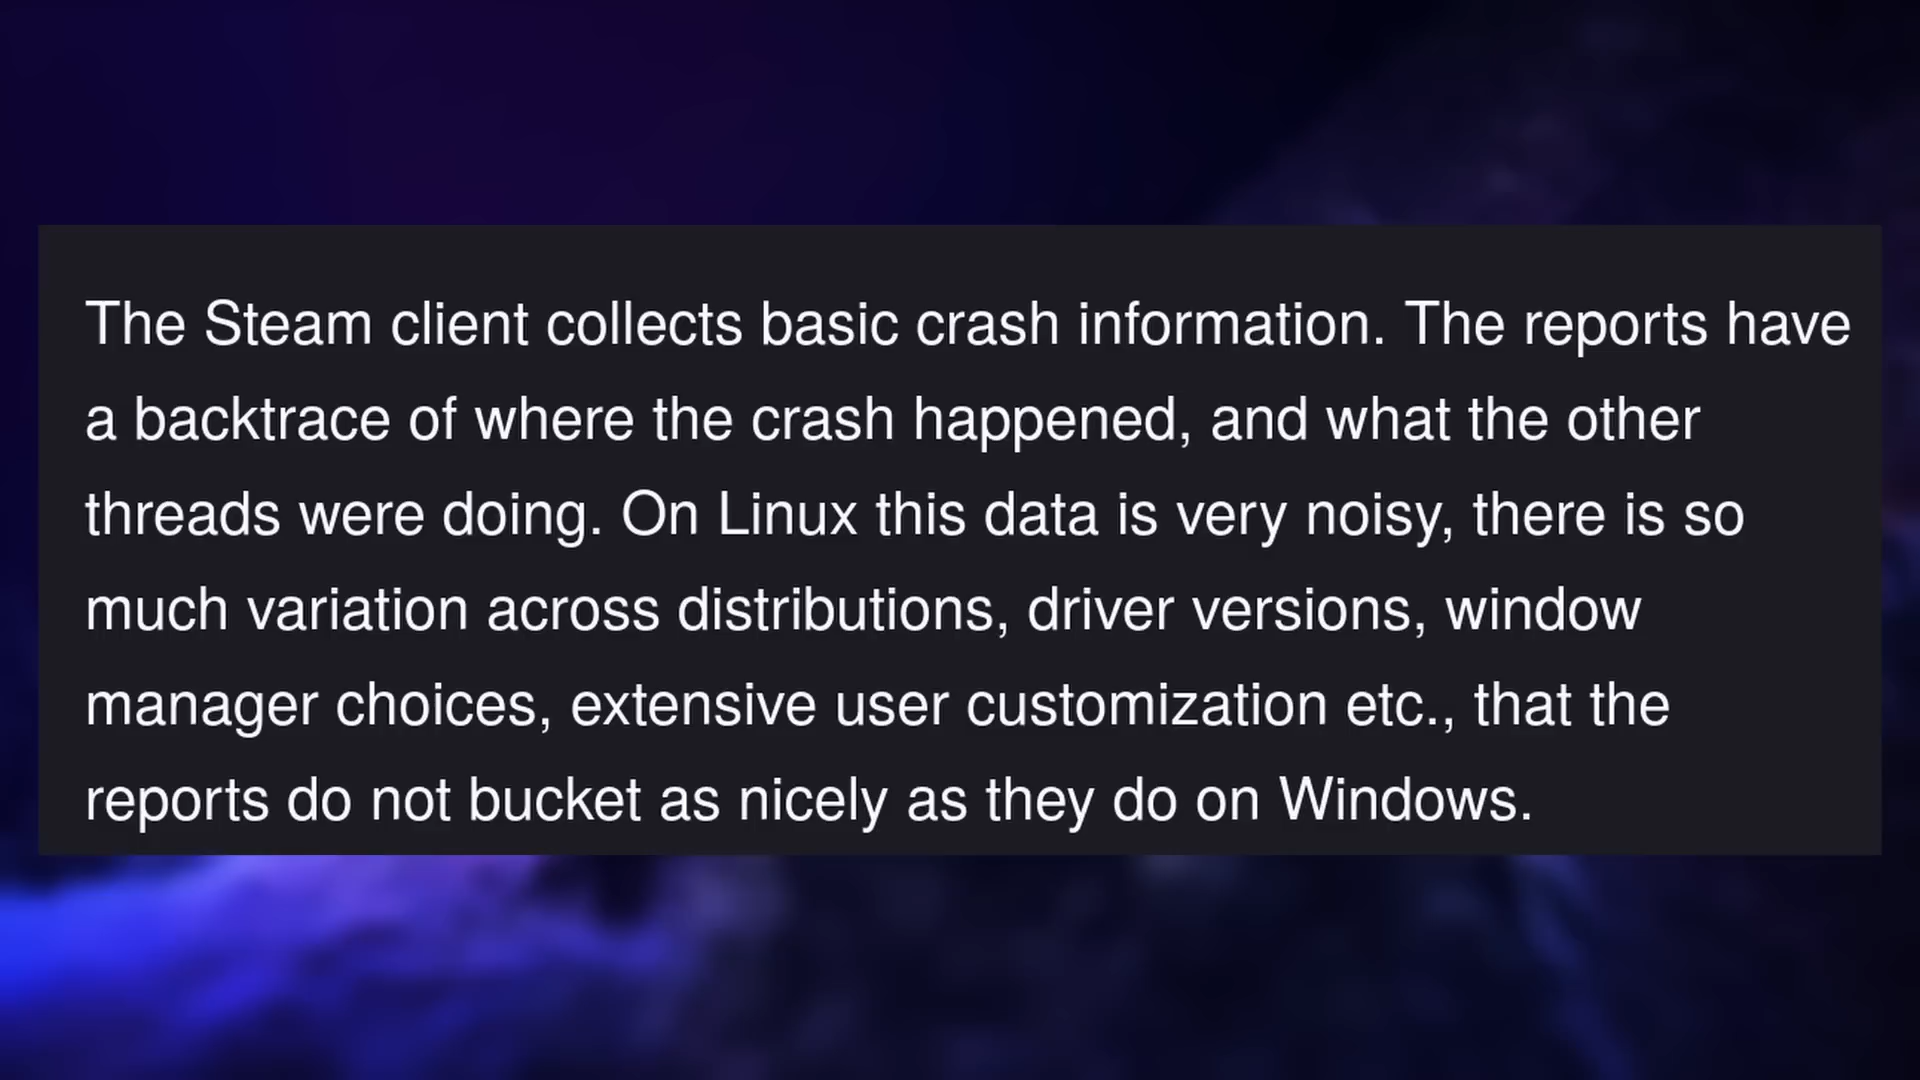 The Steam client collects basic crash information. The reports have
a backtrace of where the crash happened, and what the other
threads were doing. On Linux this data is very noisy, there is so
much variation across distributions, driver versions, window
manager choices, extensive user customization etc., that the
reports do not bucket as nicely as they do on Windows.